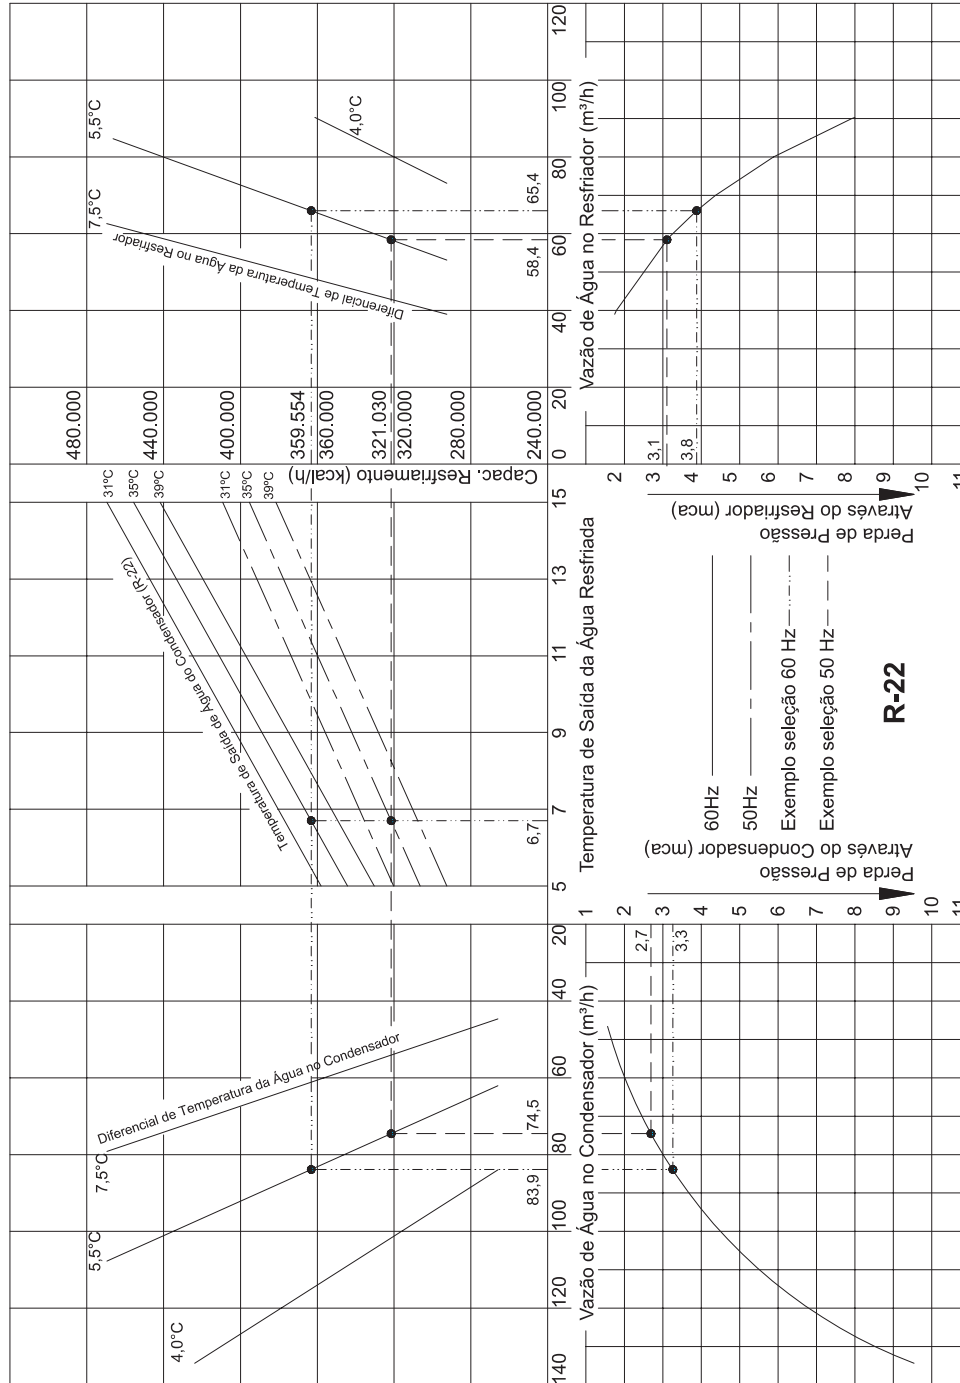 4,0°C
5,5°C
7,5°C
Diferencial de Temperatura da Água no Condensador
31°C
35°C
39°C
31°C
35°C
39°C
Temperatura de Saída de Água do Condensador (R-22)
480.000
440.000
400.000
359.554
360.000
321.030
320.000
280.000
240.000
Capac. Resfriamento (kcal/h)
7,5°C
5,5°C
4,0°C
Diferencial de Temperatura da Água no Resfriador
83,9
74,5
6,7
58,4
65,4
140
120
100
80
60
40
20
5
7
9
11
13
15
0
20
40
60
80
100
120
Vazão de Água no Condensador (m³/h)
Temperatura de Saída da Água Resfriada
Vazão de Água no Resfriador (m³/h)
2,7
3,3
1
2
3
4
5
6
7
8
9
10
11
Perda de Pressão
Através do Condensador (mca)
60Hz
50Hz
Exemplo seleção 60 Hz
Exemplo seleção 50 Hz
R-22
Perda de Pressão
Através do Resfriador (mca)
2
3
4
5
6
7
8
9
10
11
3,1
3,8